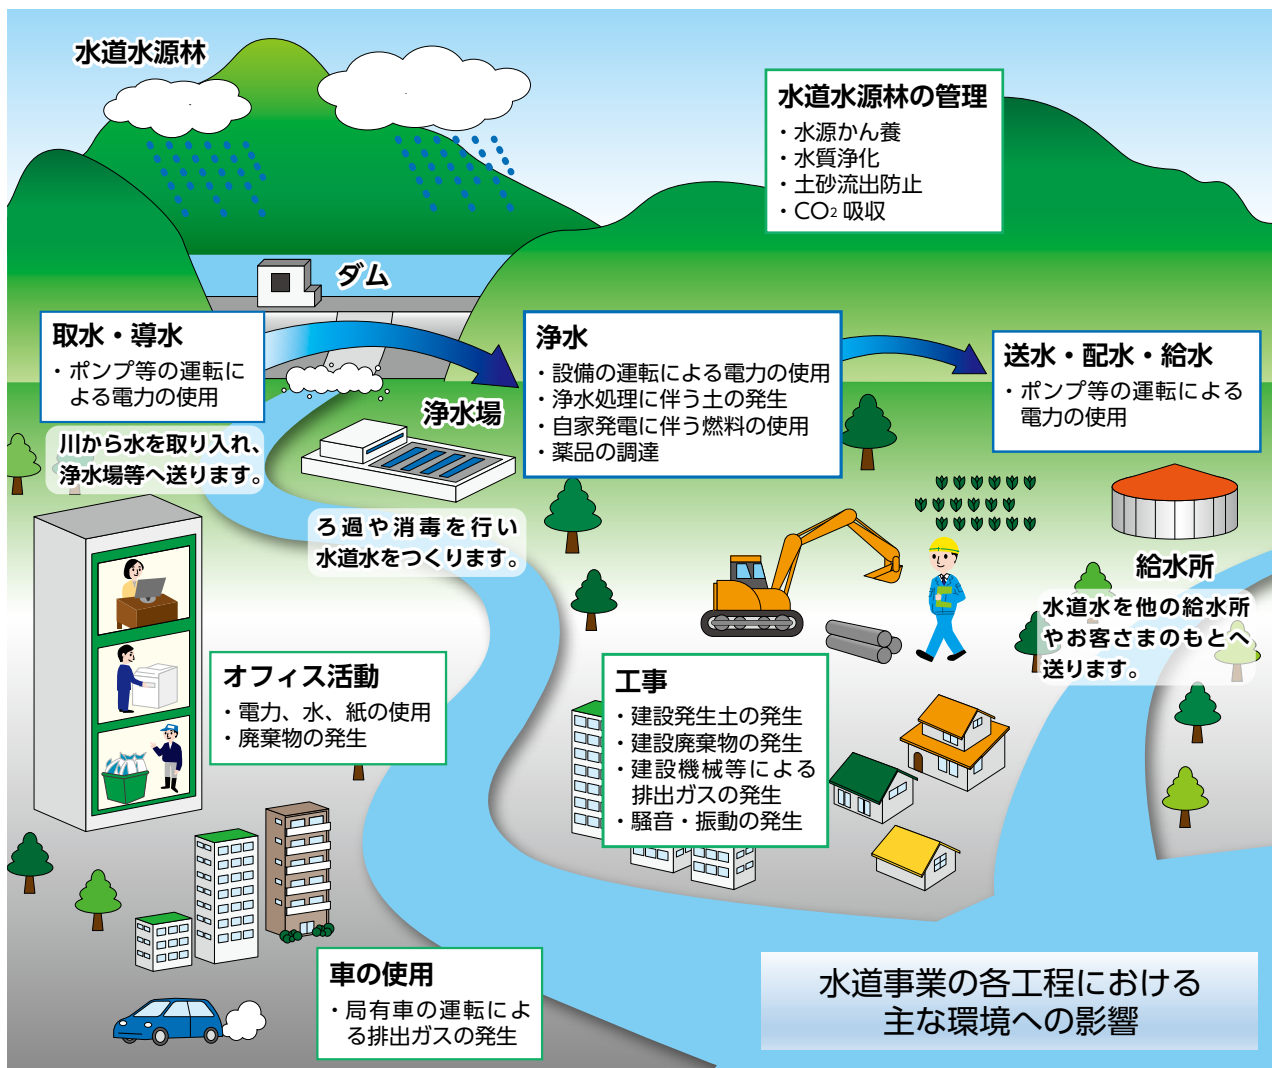 水道水源林
水道水源林の管理
・水源かん養
・水質浄化
・土砂流出防止
・CO2 吸収
ダム
取水・導水
・ポンプ等の運転に
よる電力の使用
川から水を取り入れ、
浄水場等へ送ります。
浄水
・設備の運転による電力の使用
・浄水処理に伴う土の発生
・自家発電に伴う燃料の使用
・薬品の調達
浄水場
ろ過や消毒を行い
水道水をつくります。
送水・配水・給水
・ポンプ等の運転による
電力の使用
給水所
水道水を他の給水所
やお客さまのもとへ
送ります。
オフィス活動
・電力、水、紙の使用
・廃棄物の発生
工事
・建設発生土の発生
・建設廃棄物の発生
・建設機械等による
排出ガスの発生
・騒音・振動の発生
車の使用
・局有車の運転によ
る排出ガスの発生
水道事業の各工程における
主な環境への影響